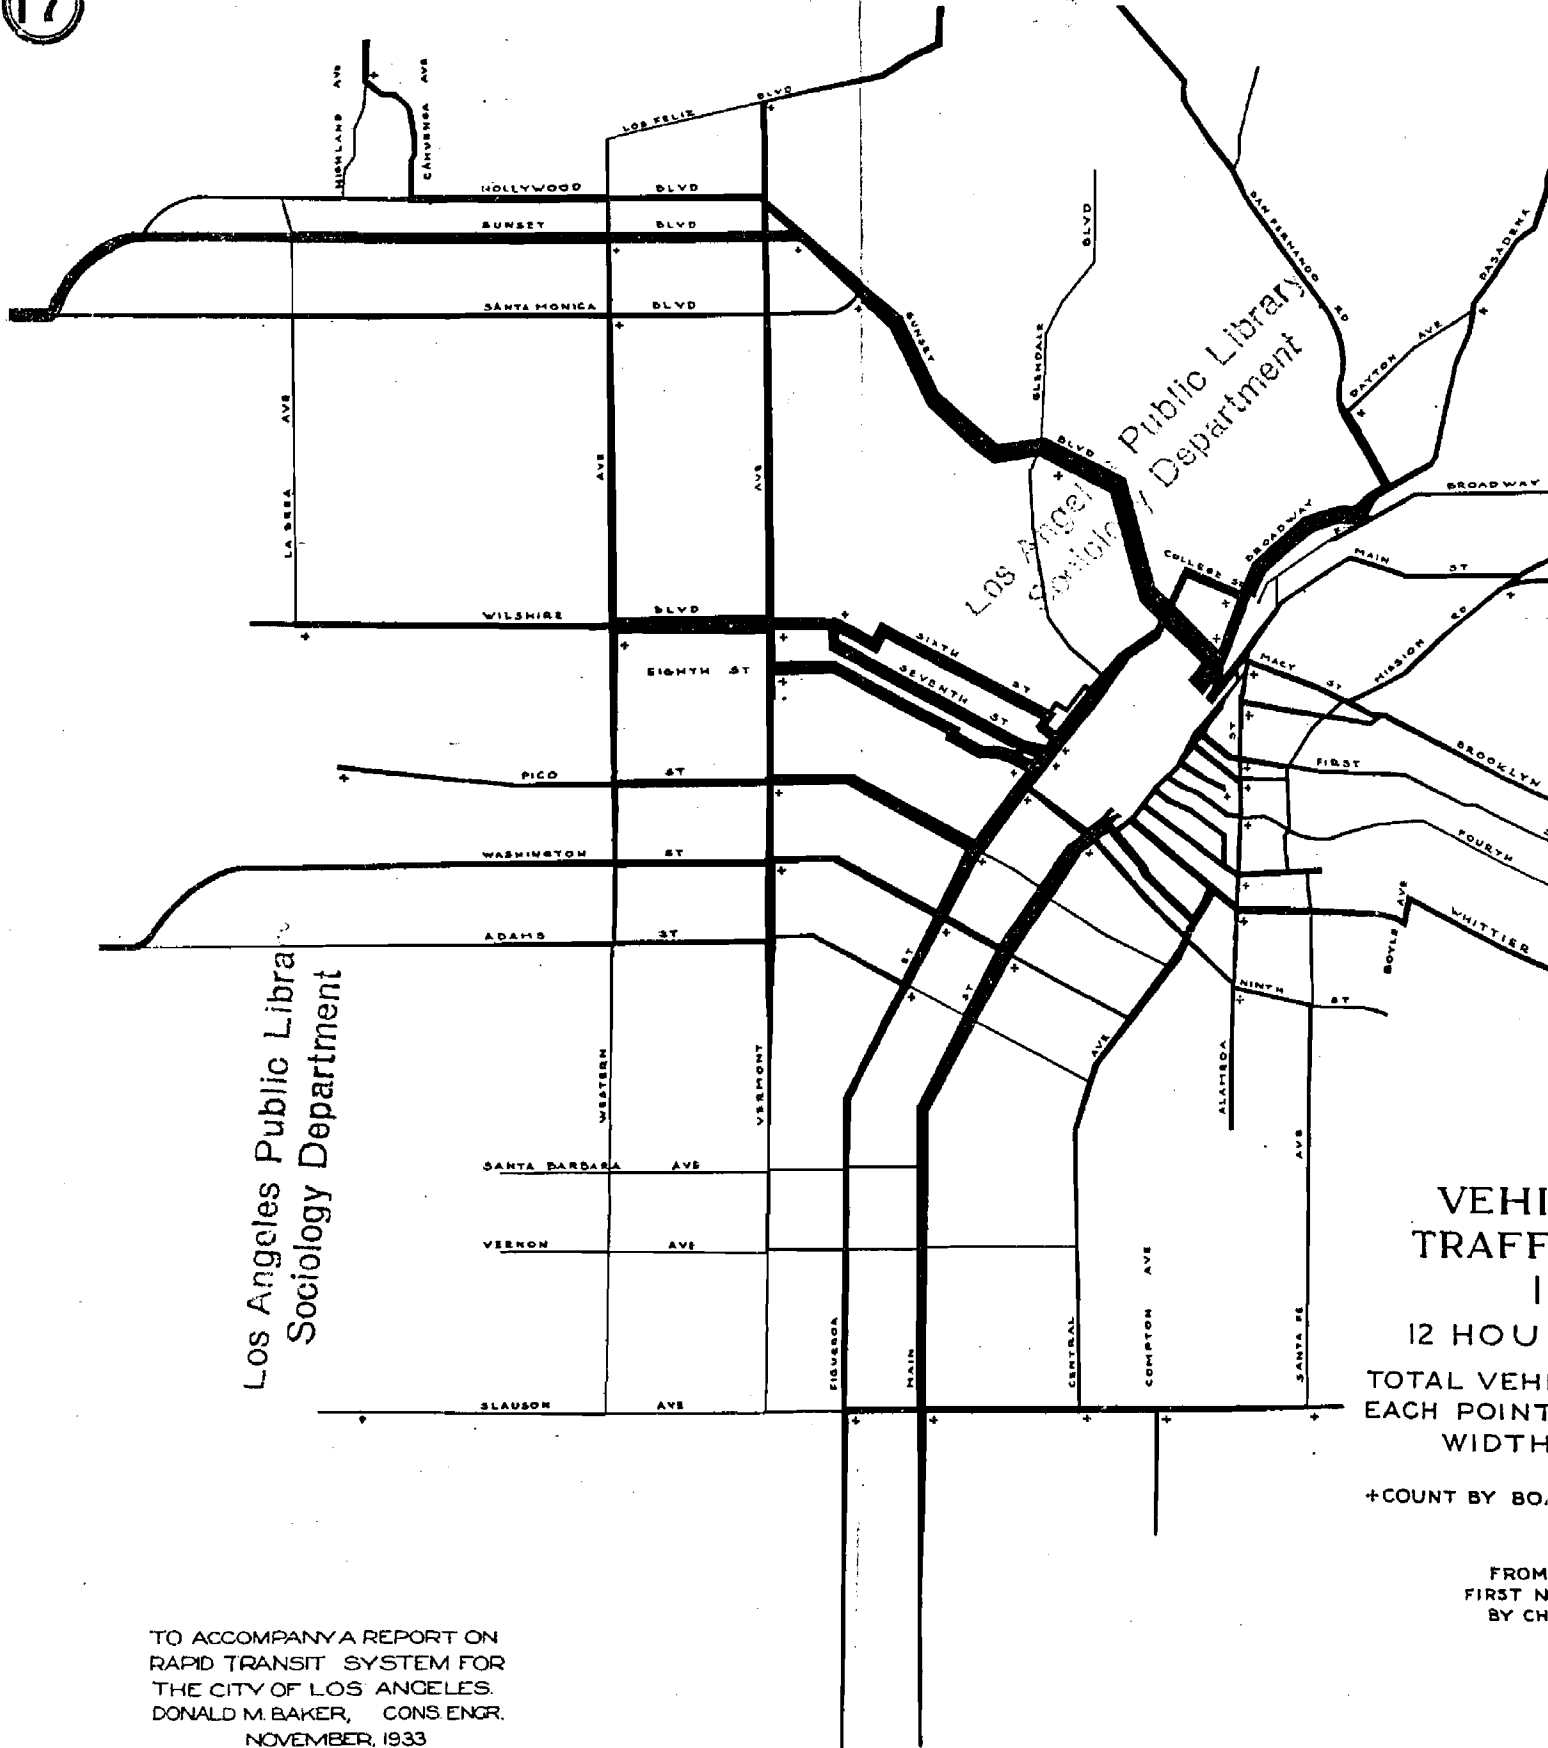 17
HIGHLAND AVE
CAHUENGA AVE
LOS FELIZ BLVD
HOLLYWOOD BLVD
SUNSET BLVD
SANTA MONICA BLVD
SUNSET BLVD
GLENDALE BLVD
SAN FERNANDO RD
PASADENA
DAYTON AVE
LA BREA AVE
AVE
AVE
BROADWAY
BROADWAY
COLLEGE ST
MAIN ST
MISSION RD
MACY ST
WILSHIRE BLVD
SIXTH ST
SEVENTH ST
EIGHTH ST
ST
BROOKLYN
FIRST
FOURTH
PICO ST
WASHINGTON ST
ADAMS ST
ST
ST
BOYLE AVE
WHITTIER
NINTH ST
WESTERN
VERMONT
AVE
ALAMEDA
AVE
SANTA BARBARA AVE
VERNON AVE
FIGUEROA
MAIN
CENTRAL
COMPTON AVE
SANTA FE
SLAUSON AVE
Los Angeles Public Library
Sociology Department
Los Angeles Public Libra
Sociology Department
VEHI
TRAFF
I
12 HOU
TOTAL VEHI
EACH POINT
WIDTH
+COUNT BY BOA
FROM
FIRST N
BY CH
TO ACCOMPANY A REPORT ON
RAPID TRANSIT SYSTEM FOR
THE CITY OF LOS ANGELES.
DONALD M. BAKER, CONS. ENGR.
NOVEMBER, 1933